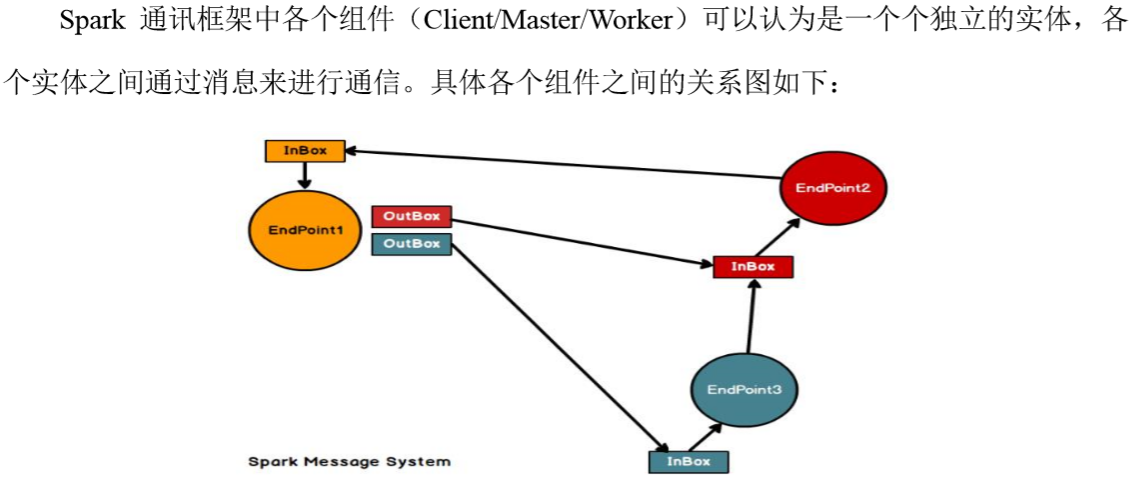 Spark 通讯框架中各个组件（Client/Master/Worker）可以认为是一个个独立的实体，各
个实体之间通过消息来进行通信。具体各个组件之间的关系图如下：
InBox
EndPoint2
EndPoint1
OutBox
OutBox
InBox
EndPoint3
Spark Message System
InBox